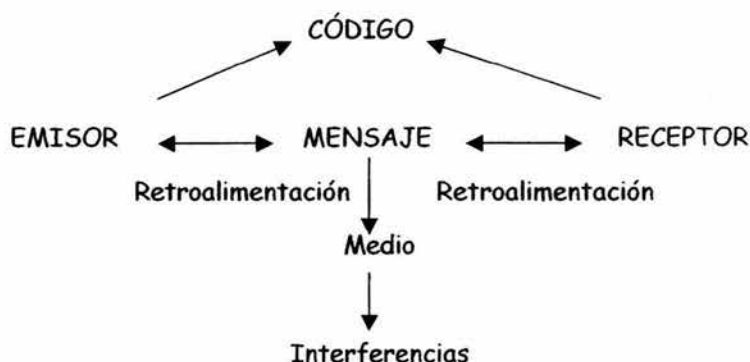 CÓDIGO
EMISOR MENSAJE RECEPTOR
Retroalimentación Retroalimentación
Medio
Interferencias